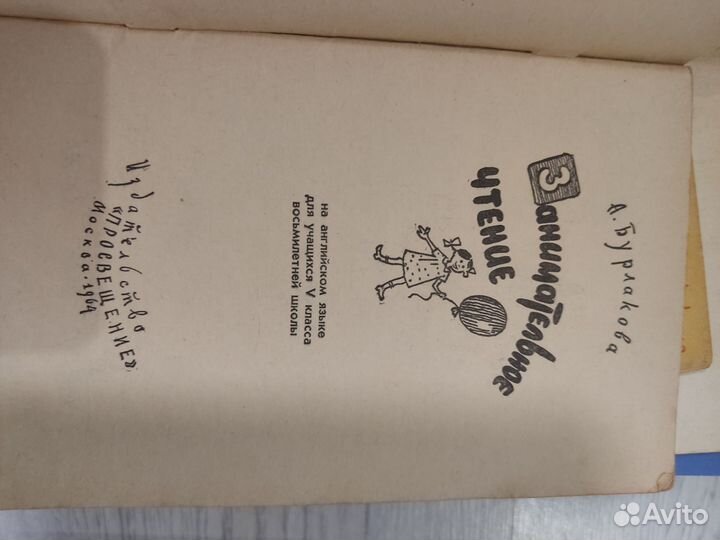 А. Бурлакова
Занимательное
чтение
на английском языке
для учащихся V класса
восьмилетней школы
Издательство
«ПРОСВЕЩЕНИЕ»
Москва·1964
Avito